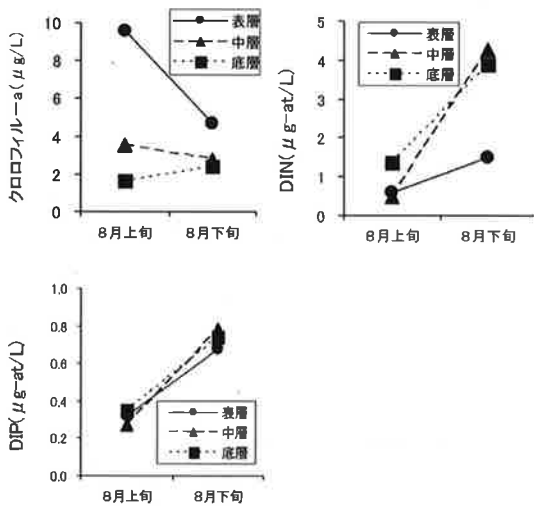 クロロフィル-a(μg/L)
10
8
6
4
2
0
表層
中層
底層
8月上旬
8月下旬
DIN(μg-at/L)
5
4
3
2
1
0
表層
中層
底層
8月上旬
8月下旬
DIP(μg-at/L)
1.0
0.8
0.6
0.4
0.2
0.0
表層
中層
底層
8月上旬
8月下旬